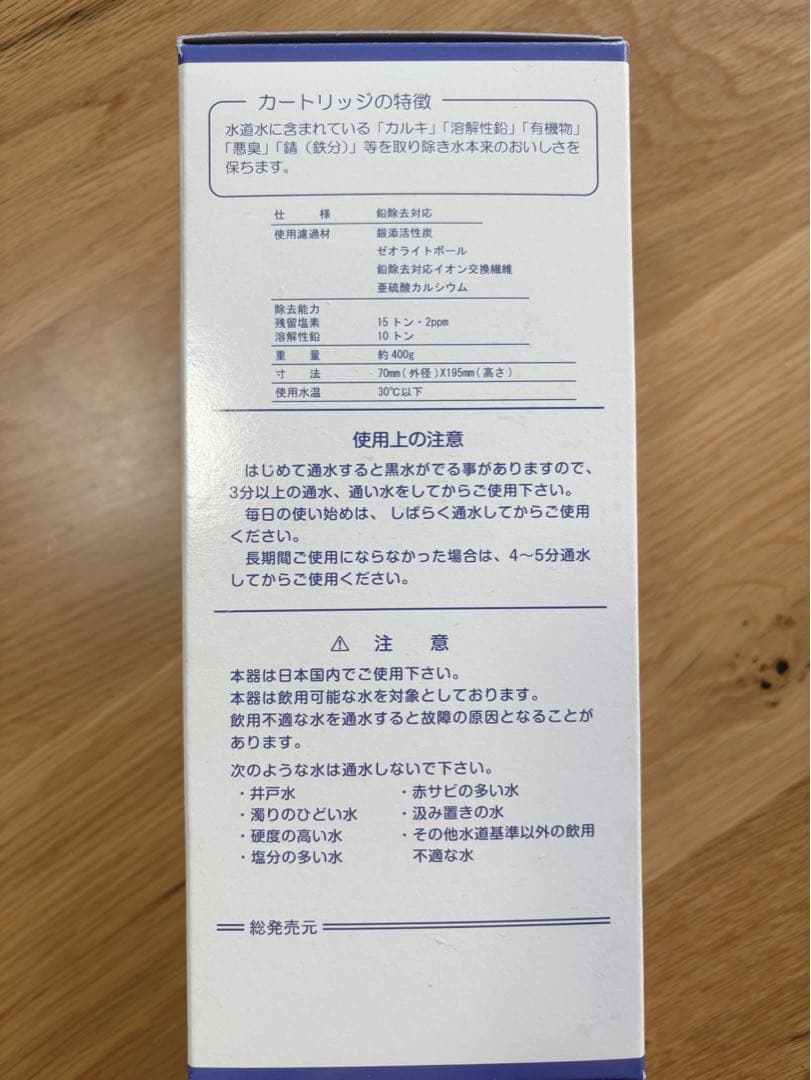 カートリッジの特徴
水道水に含まれている「カルキ」「溶解性鉛」「有機物」
「悪臭」「錆（鉄分）」等を取り除き水本来のおいしさを
保ちます。
仕　様　鉛除去対応
使用濾過材　銀添活性炭
ゼオライトボール
鉛除去対応イオン交換繊維
亜硫酸カルシウム
除去能力
残留塩素　15トン・2ppm
溶解性鉛　10トン
重　量　約400g
寸　法　70mm(外径)X195mm(高さ)
使用水温　30℃以下
使用上の注意
はじめて通水すると黒水がでる事がありますので、
3分以上の通水、通い水をしてからご使用下さい。
毎日の使い始めは、しばらく通水してからご使用
ください。
長期間ご使用にならなかった場合は、4〜5分通水
してからご使用ください。
⚠ 注　意
本器は日本国内でご使用下さい。
本器は飲用可能な水を対象としております。
飲用不適な水を通水すると故障の原因となることが
あります。
次のような水は通水しないで下さい。
・井戸水　・赤サビの多い水
・濁りのひどい水　・汲み置きの水
・硬度の高い水　・その他水道基準以外の飲用
・塩分の多い水　不適な水
総発売元